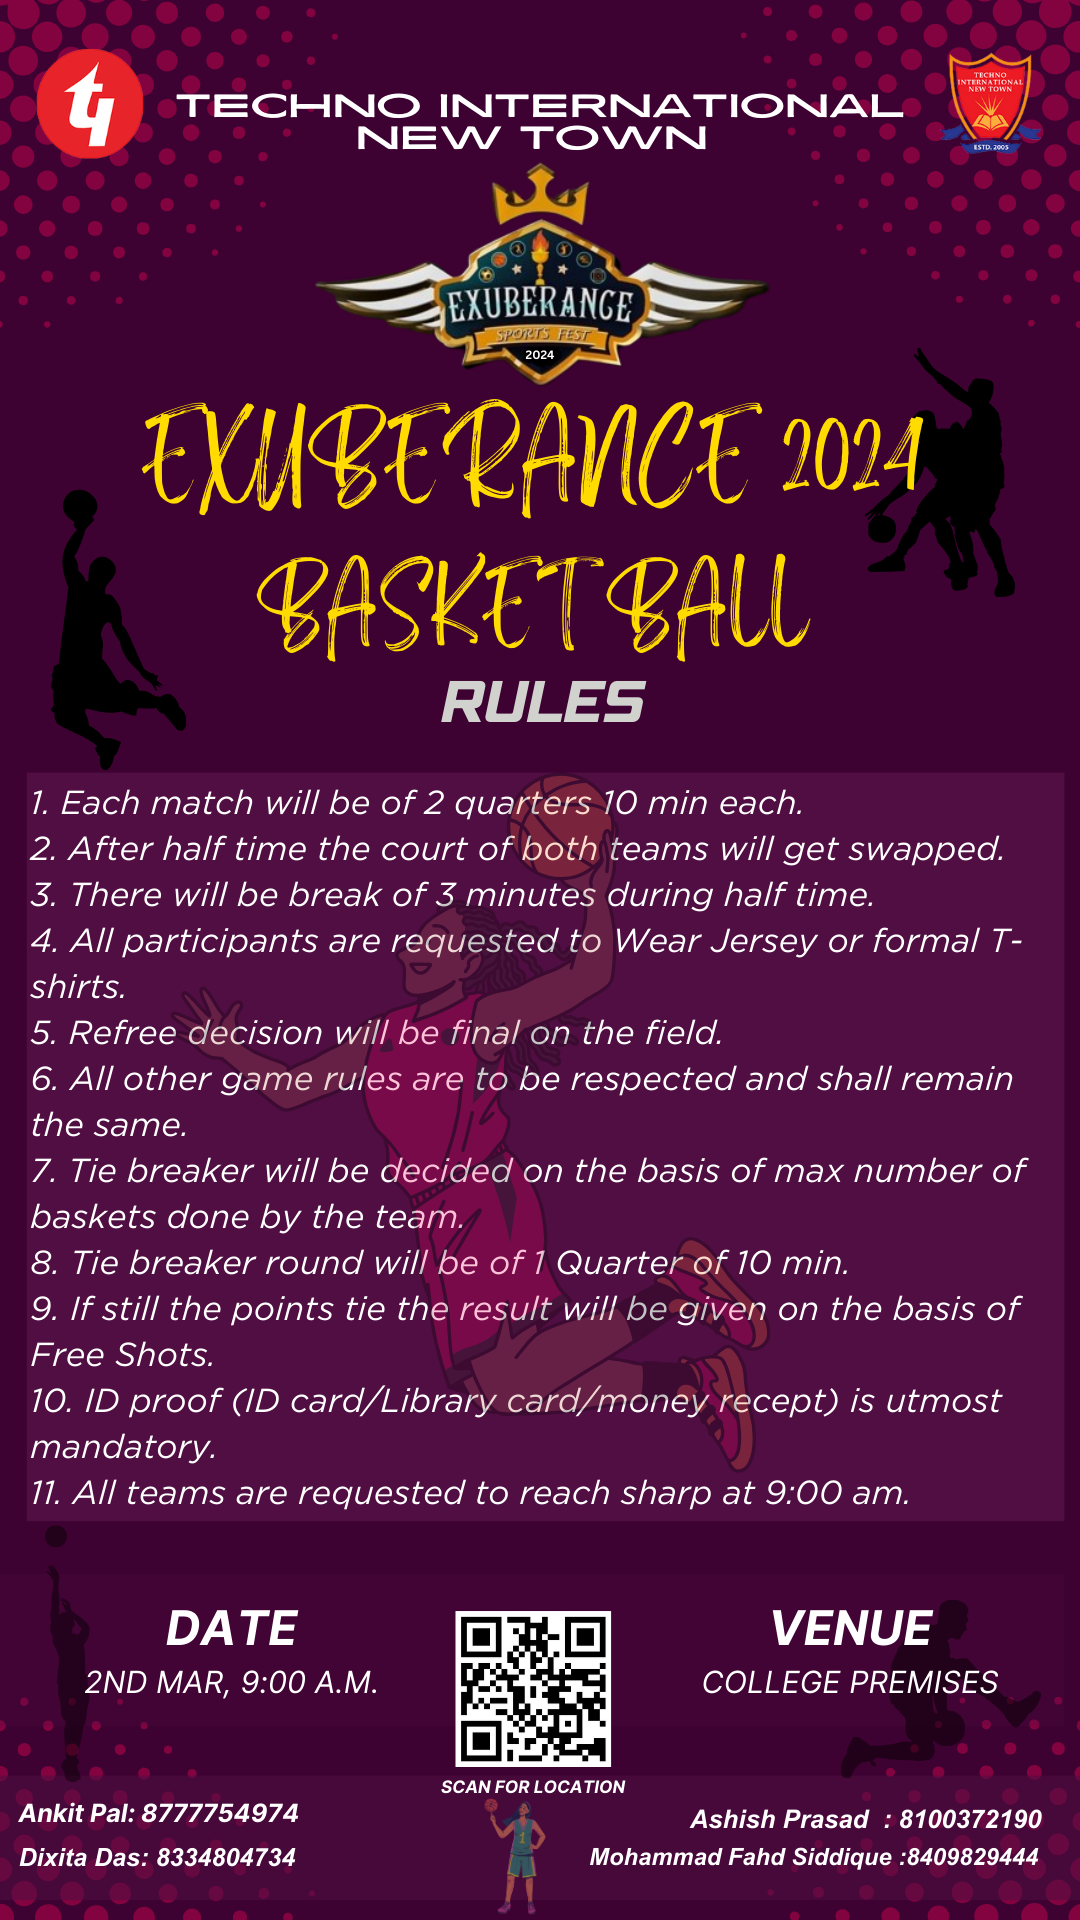 TECHNO INTERNATIONAL
NEW TOWN
TECHNO
INTERNATIONAL
NEW TOWN
ESTD. 2005
EXUBERANCE
SPORTS FEST
2024
EXUBERANCE 2024
BASKET BALL
RULES
1. Each match will be of 2 quarters 10 min each.
2. After half time the court of both teams will get swapped.
3. There will be break of 3 minutes during half time.
4. All participants are requested to Wear Jersey or formal T-
shirts.
5. Refree decision will be final on the field.
6. All other game rules are to be respected and shall remain
the same.
7. Tie breaker will be decided on the basis of max number of
baskets done by the team.
8. Tie breaker round will be of 1 Quarter of 10 min.
9. If still the points tie the result will be given on the basis of
Free Shots.
10. ID proof (ID card/Library card/money recept) is utmost
mandatory.
11. All teams are requested to reach sharp at 9:00 am.
DATE
2ND MAR, 9:00 A.M.
VENUE
COLLEGE PREMISES
SCAN FOR LOCATION
Ankit Pal: 8777754974
Dixita Das: 8334804734
Ashish Prasad : 8100372190
Mohammad Fahd Siddique :8409829444